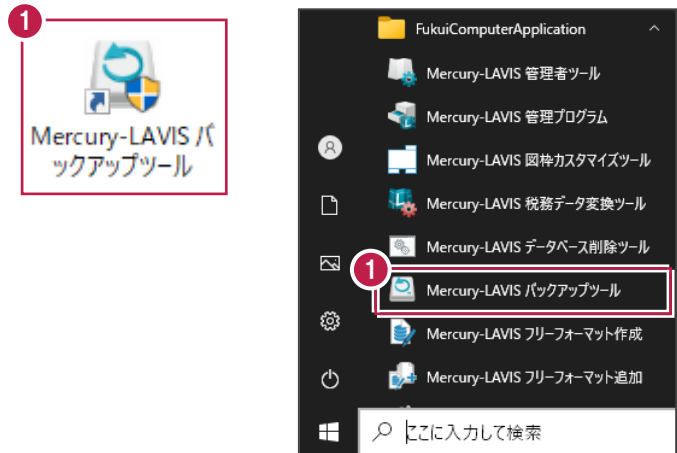 1
Mercury-LAVIS バ
ックアップツール
FukuiComputerApplication
Mercury-LAVIS 管理者ツール
Mercury-LAVIS 管理プログラム
Mercury-LAVIS 図枠カスタマイズツール
Mercury-LAVIS 税務データ変換ツール
Mercury-LAVIS データベース削除ツール
1
Mercury-LAVIS バックアップツール
Mercury-LAVIS フリーフォーマット作成
Mercury-LAVIS フリーフォーマット追加
ここに入力して検索